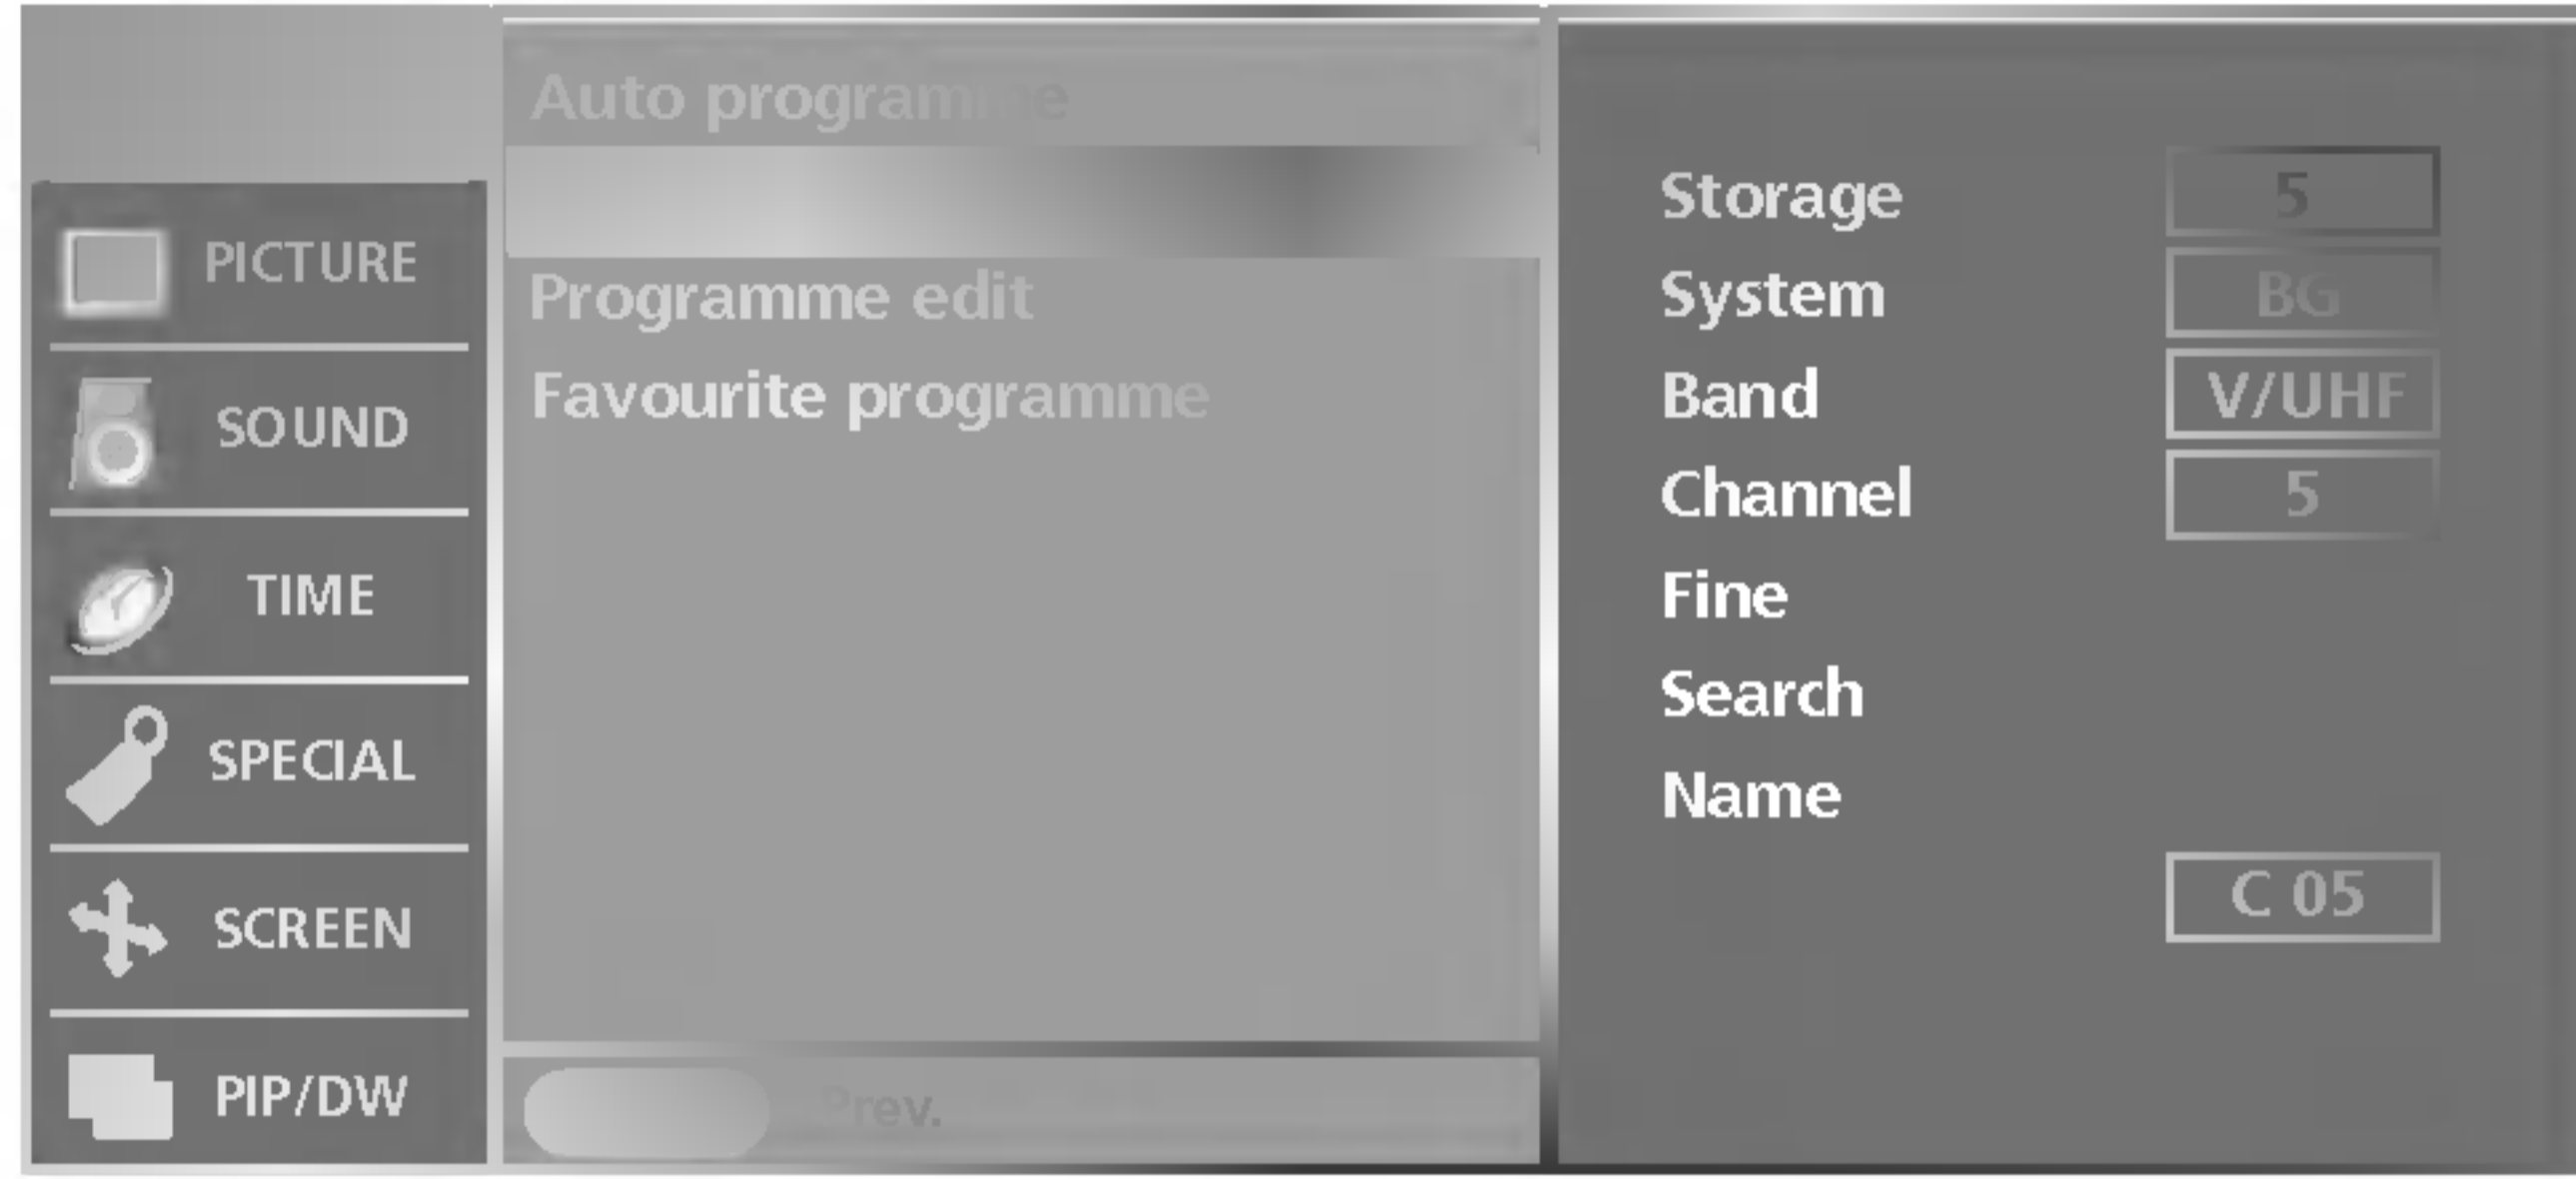 PICTURE
SOUND
TIME
SPECIAL
SCREEN
PIP/DW
Auto programme
Programme edit
Favourite programme
Prev.
Storage 5
System BG
Band V/UHF
Channel 5
Fine
Search
Name
C 05